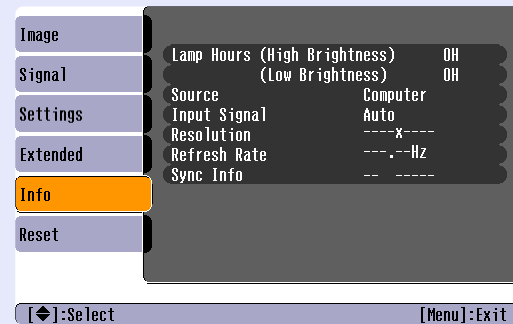 Image
Signal
Settings
Extended
Info
Reset
Lamp Hours (High Brightness) 0H
(Low Brightness) 0H
Source Computer
Input Signal Auto
Resolution ----x----
Refresh Rate ---.--Hz
Sync Info -- -----
[◆]:Select [Menu]:Exit